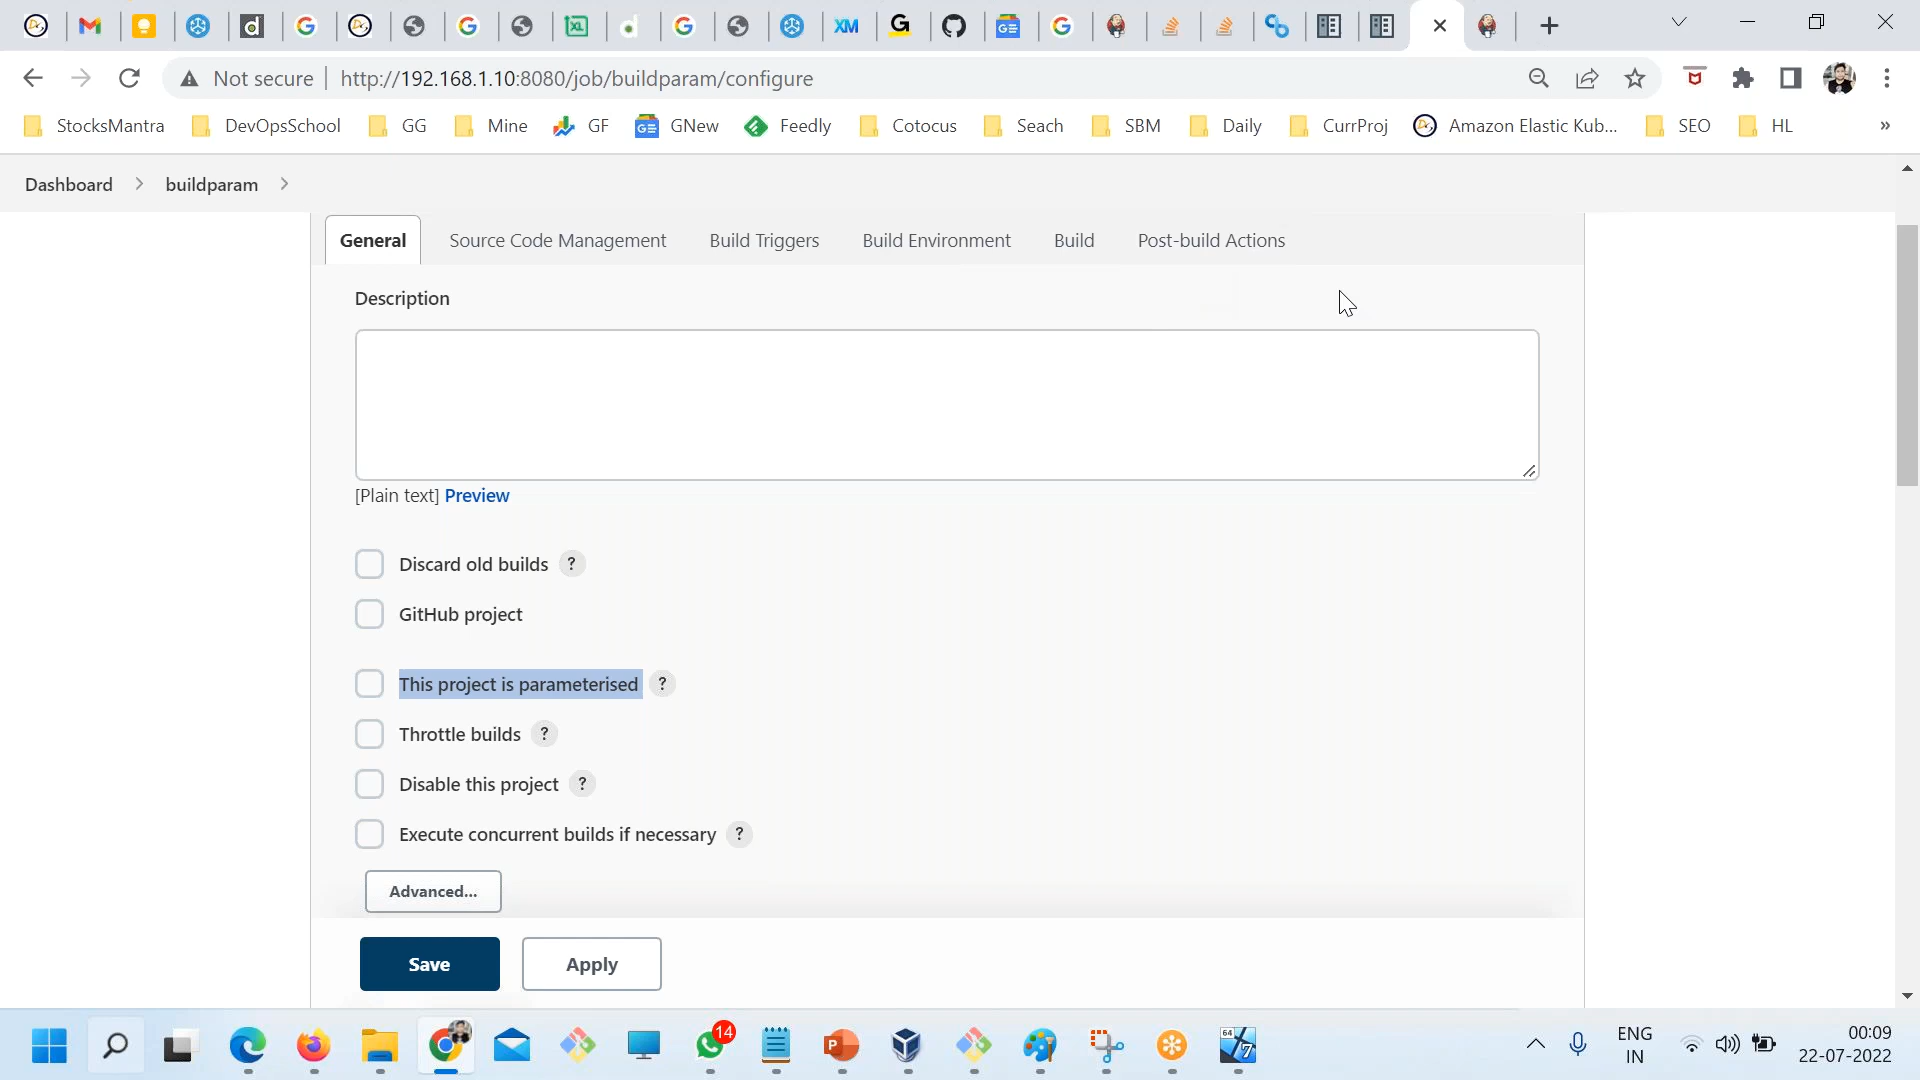 XM
G
Not secure
http://192.168.1.10:8080/job/buildparam/configure
StocksMantra
DevOpsSchool
GG
Mine
GF
GNew
Feedly
Cotocus
Seach
SBM
Daily
CurrProj
Amazon Elastic Kub...
SEO
HL
»
Dashboard
buildparam
General
Source Code Management
Build Triggers
Build Environment
Build
Post-build Actions
Description
[Plain text] Preview
Discard old builds ?
GitHub project
This project is parameterised ?
Throttle builds ?
Disable this project ?
Execute concurrent builds if necessary ?
Advanced...
Save
Apply
14
64
7
ENG
IN
00:09
22-07-2022